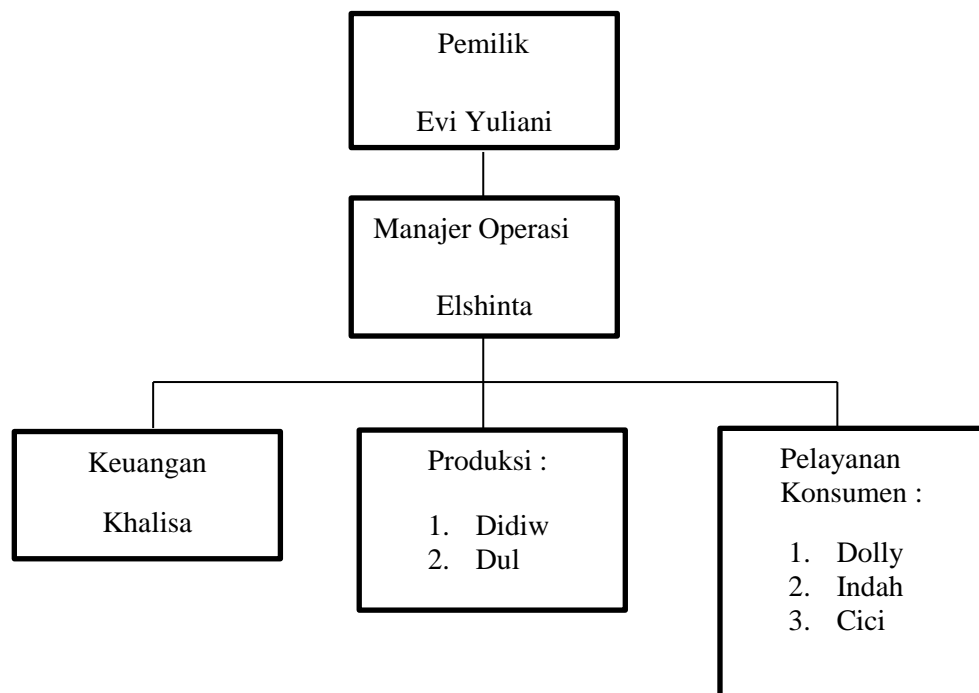 Pemilik
Evi Yuliani
Manajer Operasi
Elshinta
Keuangan
Khalisa
Produksi :
1. Didiw
2. Dul
Pelayanan
Konsumen :
1. Dolly
2. Indah
3. Cici